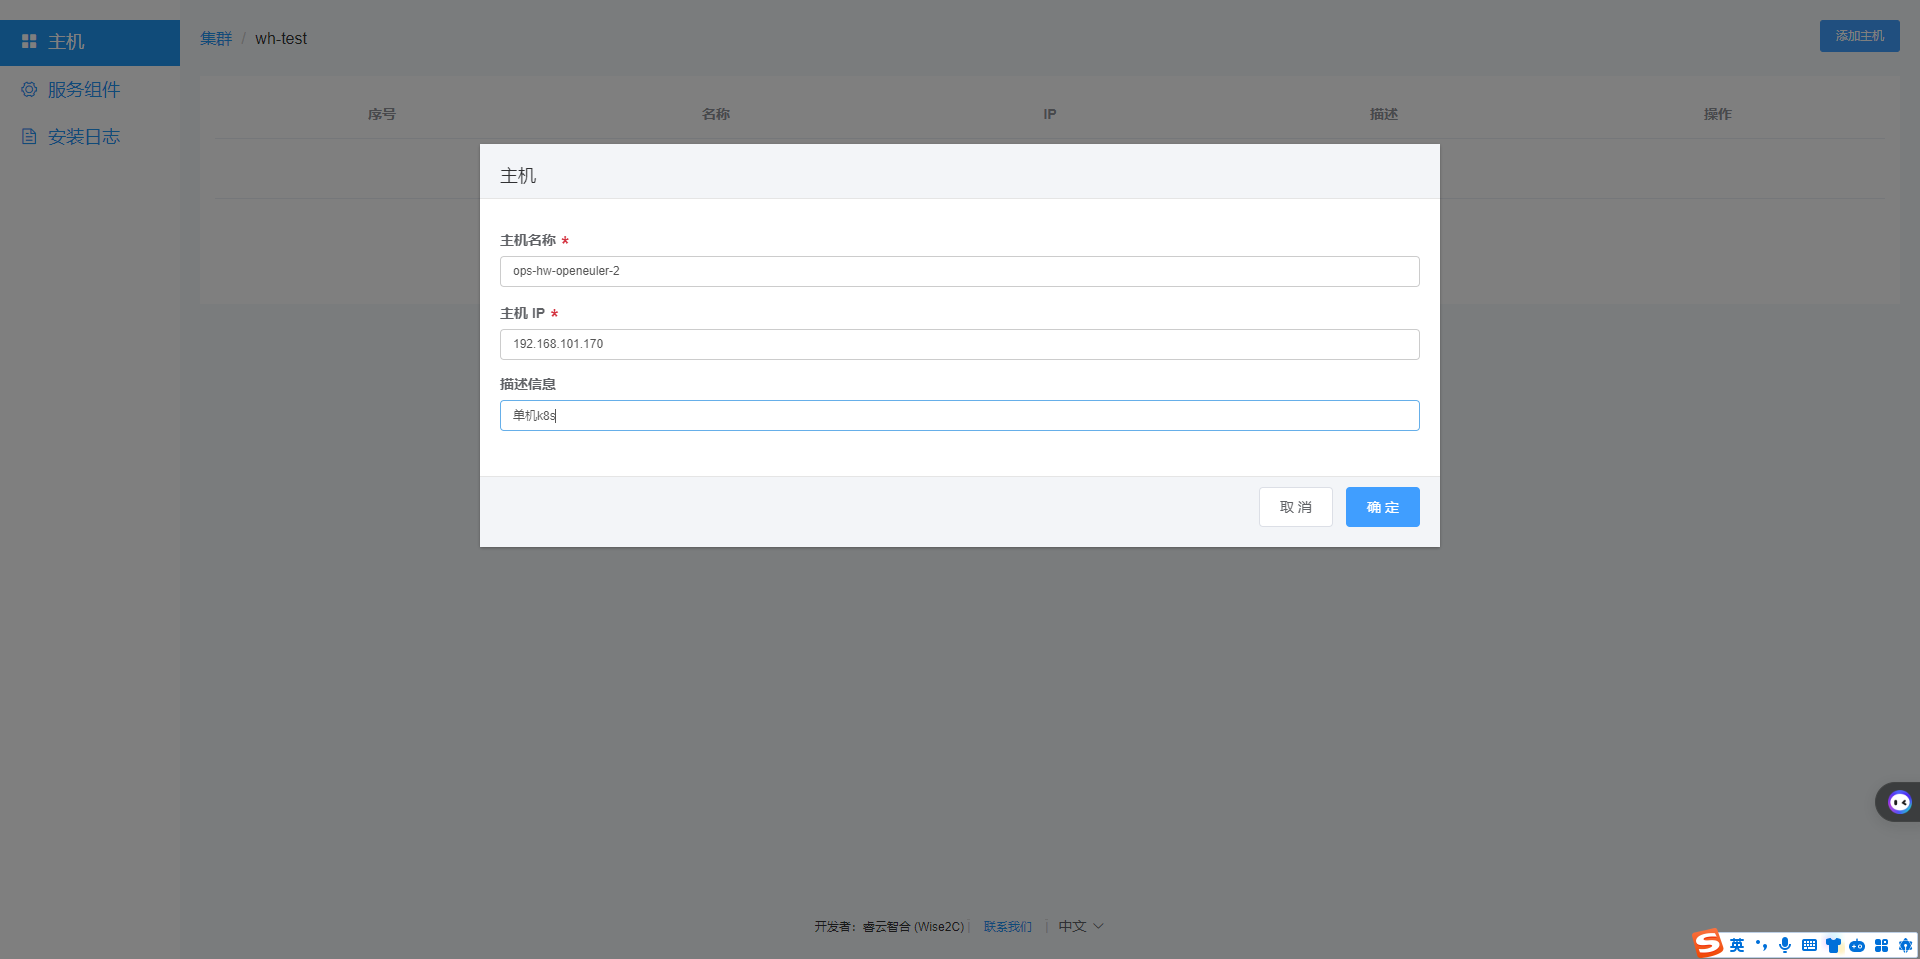 主机
服务组件
安装日志
集群 / wh-test
添加主机
序号 名称 IP 描述 操作
主机
主机名称 *
ops-hw-openeuler-2
主机 IP *
192.168.101.170
描述信息
单机k8s
取 消 确 定
开发者：睿云智合 (Wise2C) | 联系我们 | 中文
S 英